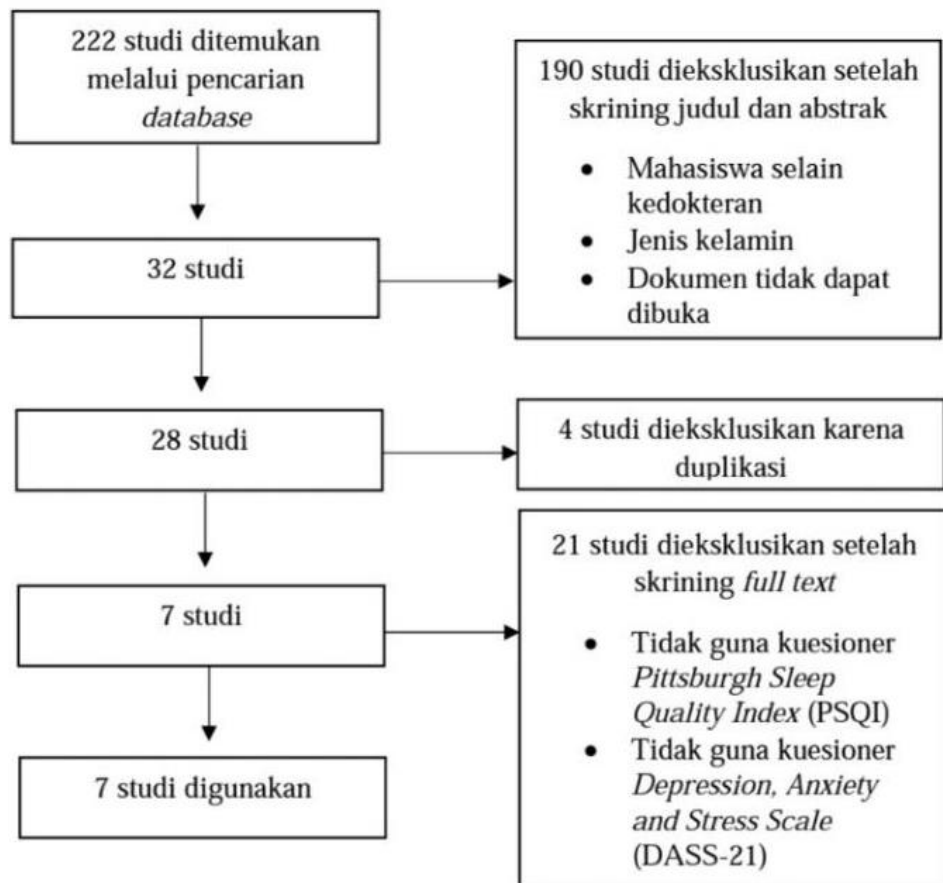 222 studi ditemukan
melalui pencarian
database
190 studi dieksklusikan setelah
skrining judul dan abstrak
• Mahasiswa selain
kedokteran
• Jenis kelamin
• Dokumen tidak dapat
dibuka
32 studi
28 studi
4 studi dieksklusikan karena
duplikasi
21 studi dieksklusikan setelah
skrining full text
• Tidak guna kuesioner
Pittsburgh Sleep
Quality Index (PSQI)
• Tidak guna kuesioner
Depression, Anxiety
and Stress Scale
(DASS-21)
7 studi
7 studi digunakan